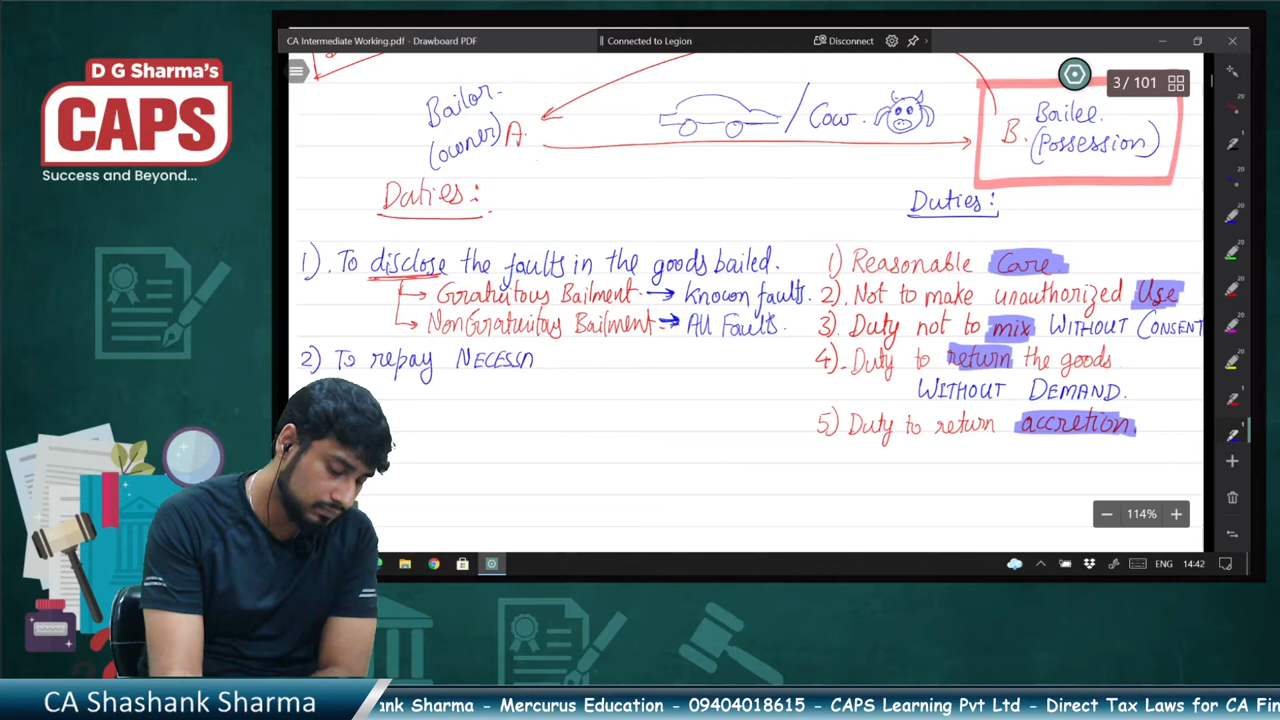 D G Sharma's
CAPS
Success and Beyond...
CA Intermediate Working.pdf - Drawboard PDF
Connected to Legion
Disconnect
3 / 101
Bailor.
(owner) A.
/ Cow.
B. Bailee.
(Possession)
Duties:
1). To disclose the faults in the goods bailed.
Gratuitous Bailment → Known faults.
NonGratuitous Bailment → All Faults.
2) To repay NECESSA
Duties:
1) Reasonable Care.
2). Not to make unauthorized Use
3). Duty not to mix WITHOUT CONSENT
4). Duty to return the goods
WITHOUT DEMAND.
5) Duty to return accretion.
114%
ENG 14:42
CA Shashank Sharma
ank Sharma - Mercurus Education - 09404018615 - CAPS Learning Pvt Ltd - Direct Tax Laws for CA Fin